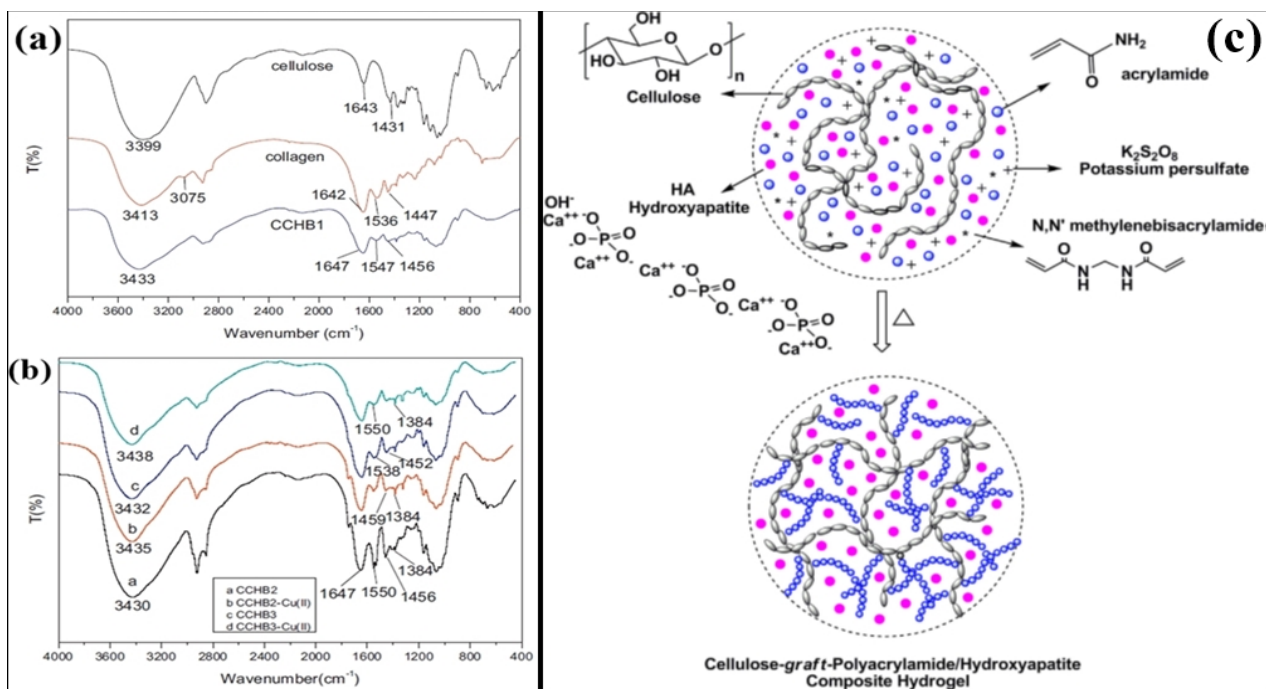 (a)
cellulose
1643
1431
3399
collagen
3075
3413
1642
1536
1447
CCHB1
1647
1547
1456
3433
T(%)
4000 3600 3200 2800 2400 2000 1600 1200 800 400
Wavenumber (cm-1)
(b)
d
3438
1550
1384
c
3432
1538
1452
b
3435
1459
1384
a
3430
1647
1550
1456
1384
a CCHB2
b CCHB2-Cu(II)
c CCHB3
d CCHB3-Cu(II)
T(%)
4000 3600 3200 2800 2400 2000 1600 1200 800 400
Wavenumber (cm-1)
(c)
OH
HO
O
OH
O
O
n
Cellulose
NH2
O
acrylamide
K2S2O8
Potassium persulfate
N,N' methylenebisacrylamide
O
N
H
N
H
O
HA
Hydroxyapatite
OH-
Ca++ -O
-O-P=O
Ca++ O-
Ca++ -O
-O-P=O
O-
Ca++ -O
-O-P=O
Ca++O-
△
Cellulose-graft-Polyacrylamide/Hydroxyapatite
Composite Hydrogel